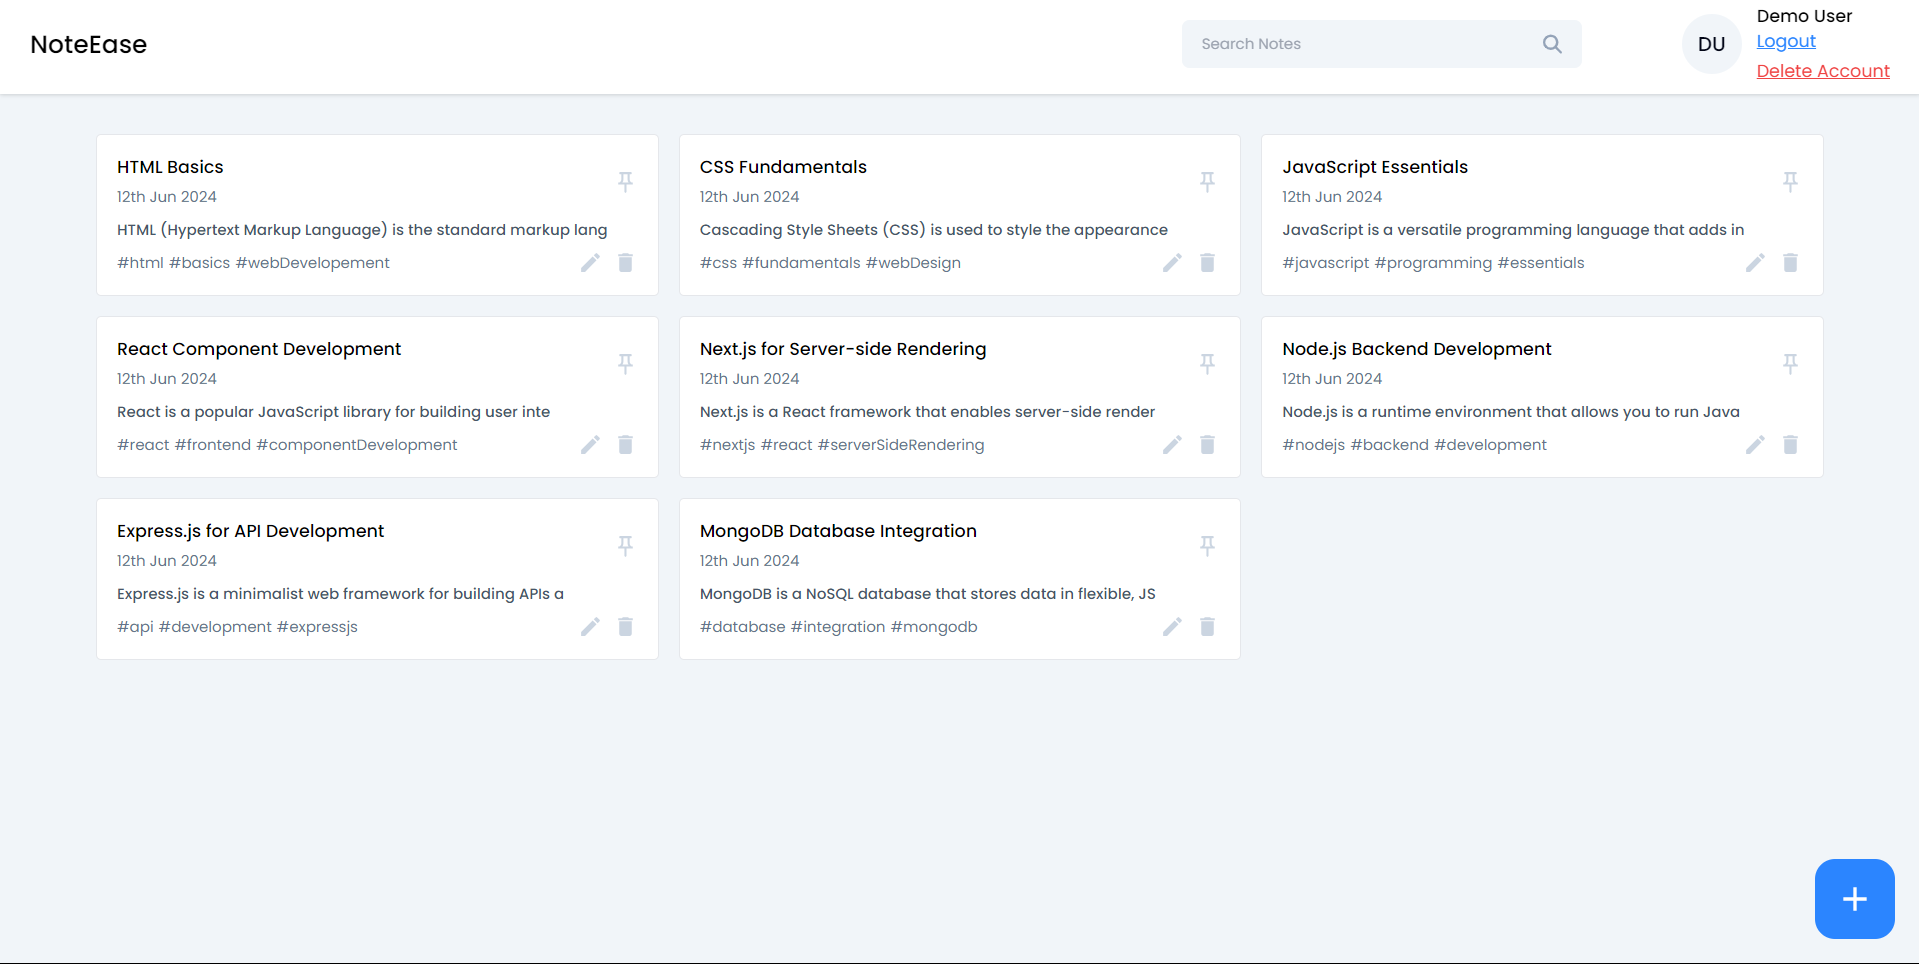 NoteEase
Search Notes
DU
Demo User
Logout
Delete Account
HTML Basics
12th Jun 2024
HTML (Hypertext Markup Language) is the standard markup lang
#html #basics #webDevelopement
CSS Fundamentals
12th Jun 2024
Cascading Style Sheets (CSS) is used to style the appearance
#css #fundamentals #webDesign
JavaScript Essentials
12th Jun 2024
JavaScript is a versatile programming language that adds in
#javascript #programming #essentials
React Component Development
12th Jun 2024
React is a popular JavaScript library for building user inte
#react #frontend #componentDevelopment
Next.js for Server-side Rendering
12th Jun 2024
Next.js is a React framework that enables server-side render
#nextjs #react #serverSideRendering
Node.js Backend Development
12th Jun 2024
Node.js is a runtime environment that allows you to run Java
#nodejs #backend #development
Express.js for API Development
12th Jun 2024
Express.js is a minimalist web framework for building APIs a
#api #development #expressjs
MongoDB Database Integration
12th Jun 2024
MongoDB is a NoSQL database that stores data in flexible, JS
#database #integration #mongodb